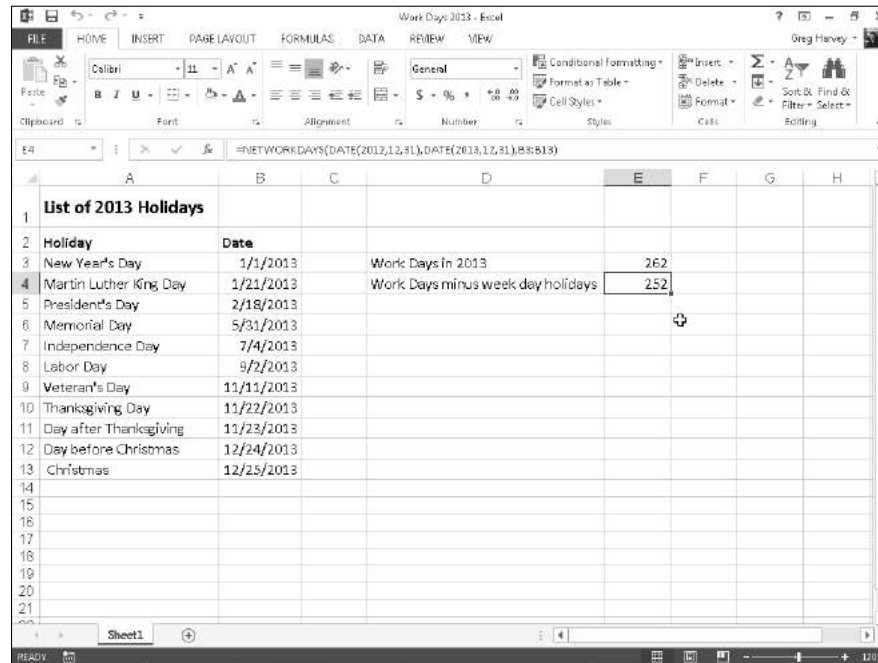 Work Days 2013 - Excel
?
FILE HOME INSERT PAGE LAYOUT FORMULAS DATA REVIEW VIEW Greg Harvey
Paste
Calibri 11 A A
B I U A
General
$ % ,
Conditional Formatting
Format as Table
Cell Styles
Insert
Delete
Format
Σ
Sort & Filter
Find & Select
Clipboard Font Alignment Number Styles Cells Editing
E4 fx =NETWORKDAYS(DATE(2012,12,31),DATE(2013,12,31),B3:B13)
A B C D E F G H
1 List of 2013 Holidays
2 Holiday Date
3 New Year's Day 1/1/2013 Work Days in 2013 262
4 Martin Luther King Day 1/21/2013 Work Days minus week day holidays 252
5 President's Day 2/18/2013
6 Memorial Day 5/31/2013
7 Independence Day 7/4/2013
8 Labor Day 9/2/2013
9 Veteran's Day 11/11/2013
10 Thanksgiving Day 11/22/2013
11 Day after Thanksgiving 11/23/2013
12 Day before Christmas 12/24/2013
13 Christmas 12/25/2013
14
15
16
17
18
19
20
21
Sheet1
READY